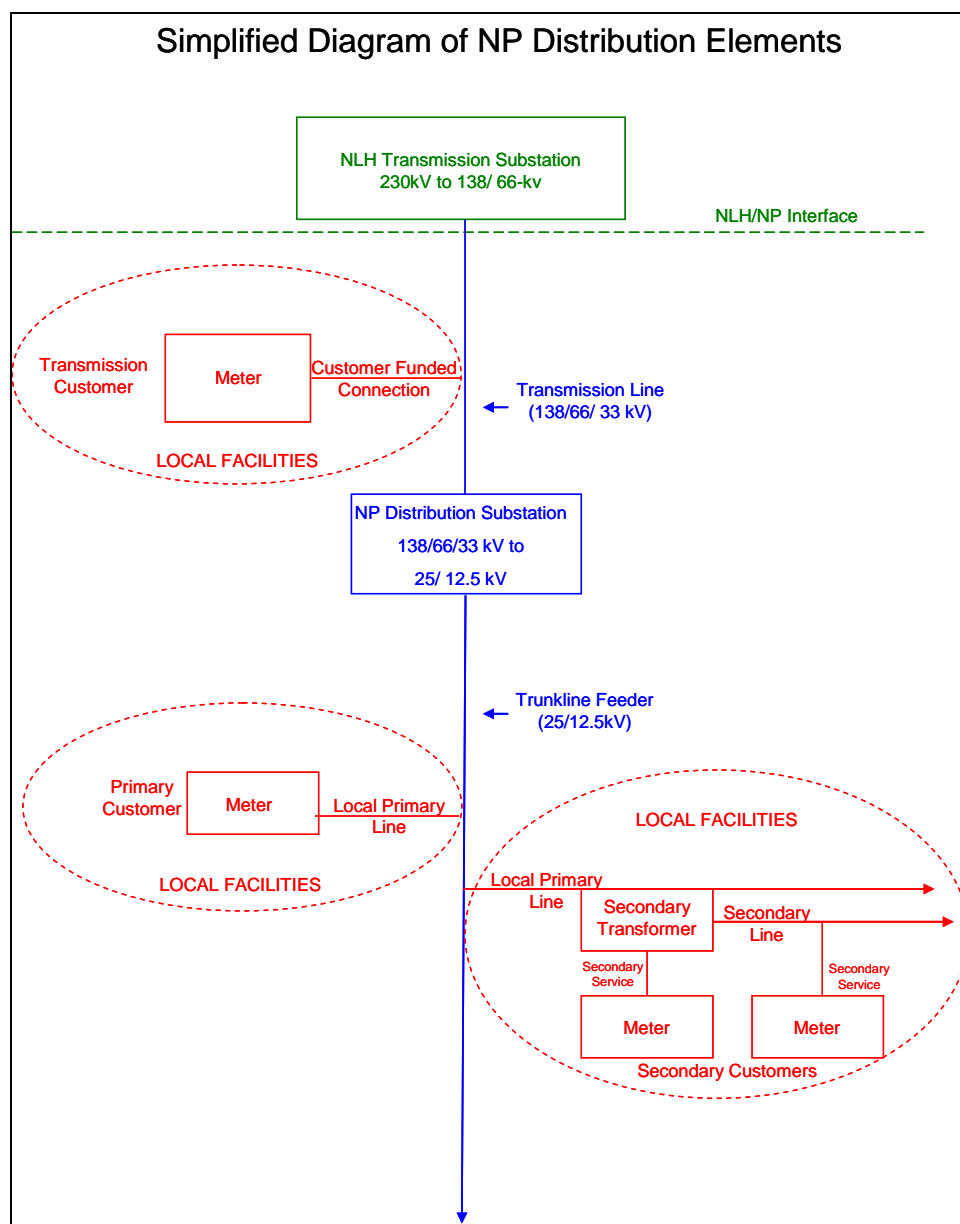 Simplified Diagram of NP Distribution Elements
NLH Transmission Substation
230kV to 138/ 66-kv
NLH/NP Interface
Transmission
Customer
Meter
Customer Funded
Connection
LOCAL FACILITIES
Transmission Line
(138/66/ 33 kV)
NP Distribution Substation
138/66/33 kV to
25/ 12.5 kV
Trunkline Feeder
(25/12.5kV)
Primary
Customer
Meter
Local Primary
Line
LOCAL FACILITIES
LOCAL FACILITIES
Local Primary
Line
Secondary
Transformer
Secondary
Line
Secondary
Service
Secondary
Service
Meter
Meter
Secondary Customers